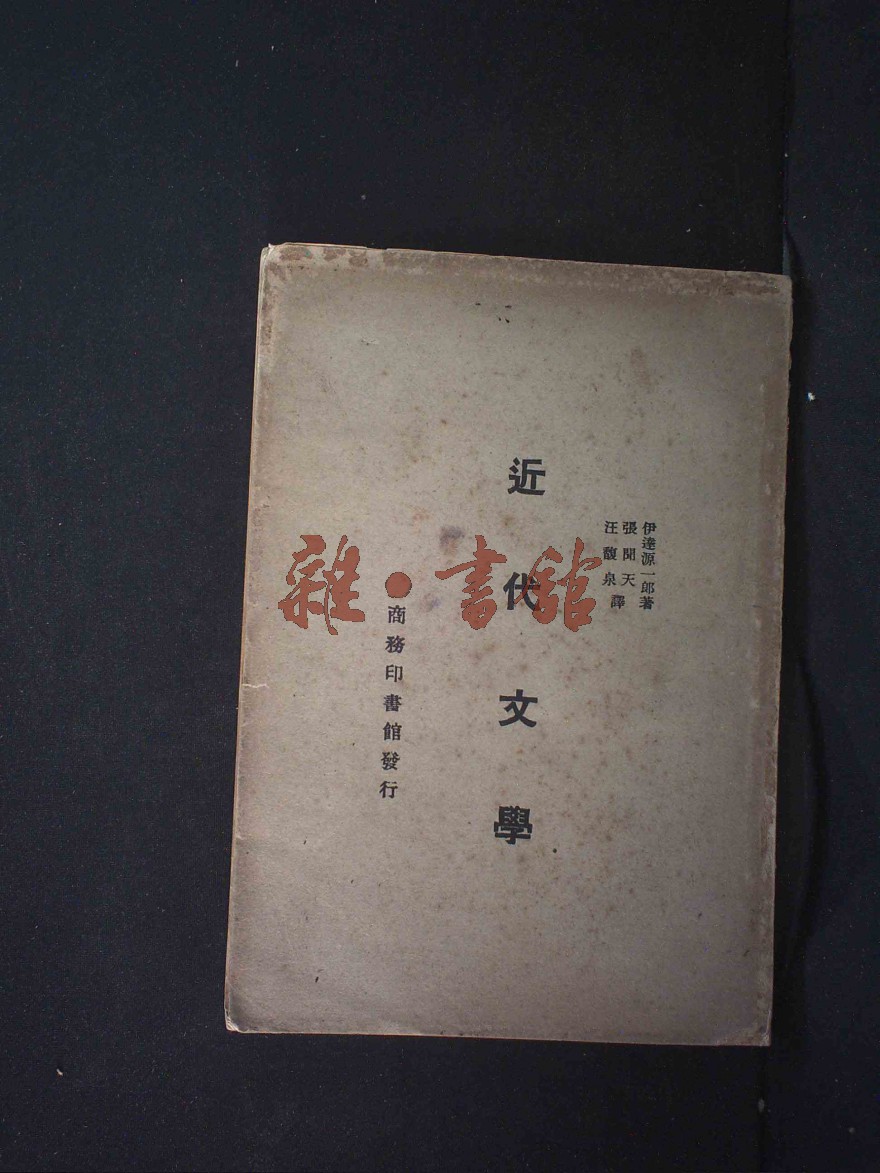 伊達源一郎著
張聞天
汪馥泉譯
近代文學
商務印書館發行
雜·書館